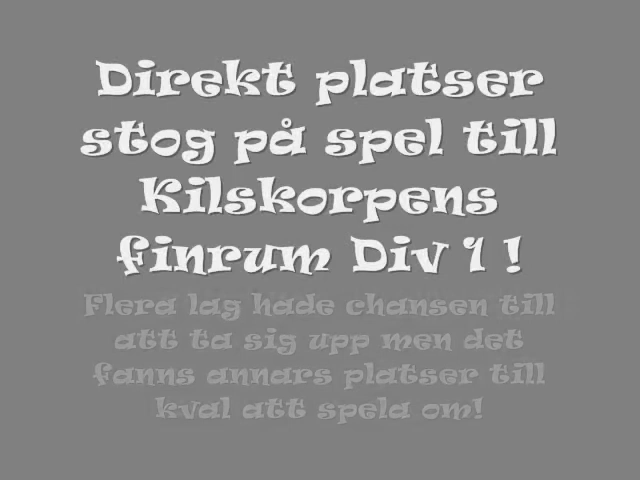 Direkt platser
stog på spel till
Kilskorpens
finrum Div 1 !
Flera lag hade chansen till
att ta sig upp men det
fanns annars platser till
kval att spela om!